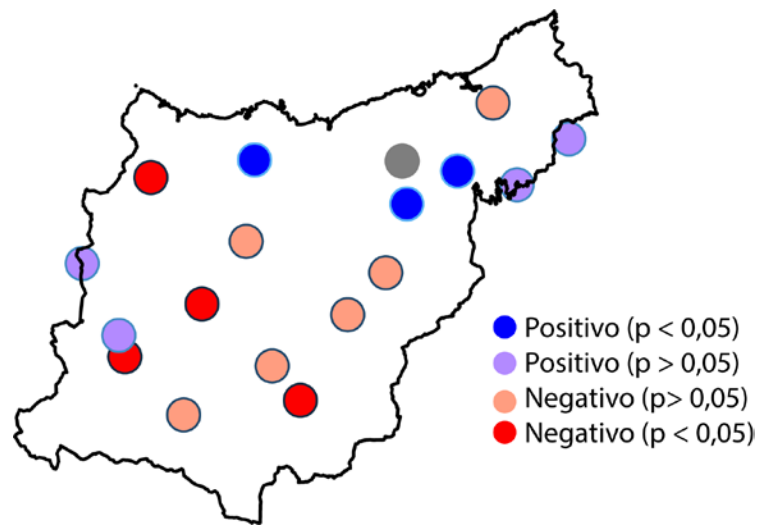 Positivo (p < 0,05)
Positivo (p > 0,05)
Negativo (p> 0,05)
Negativo (p < 0,05)